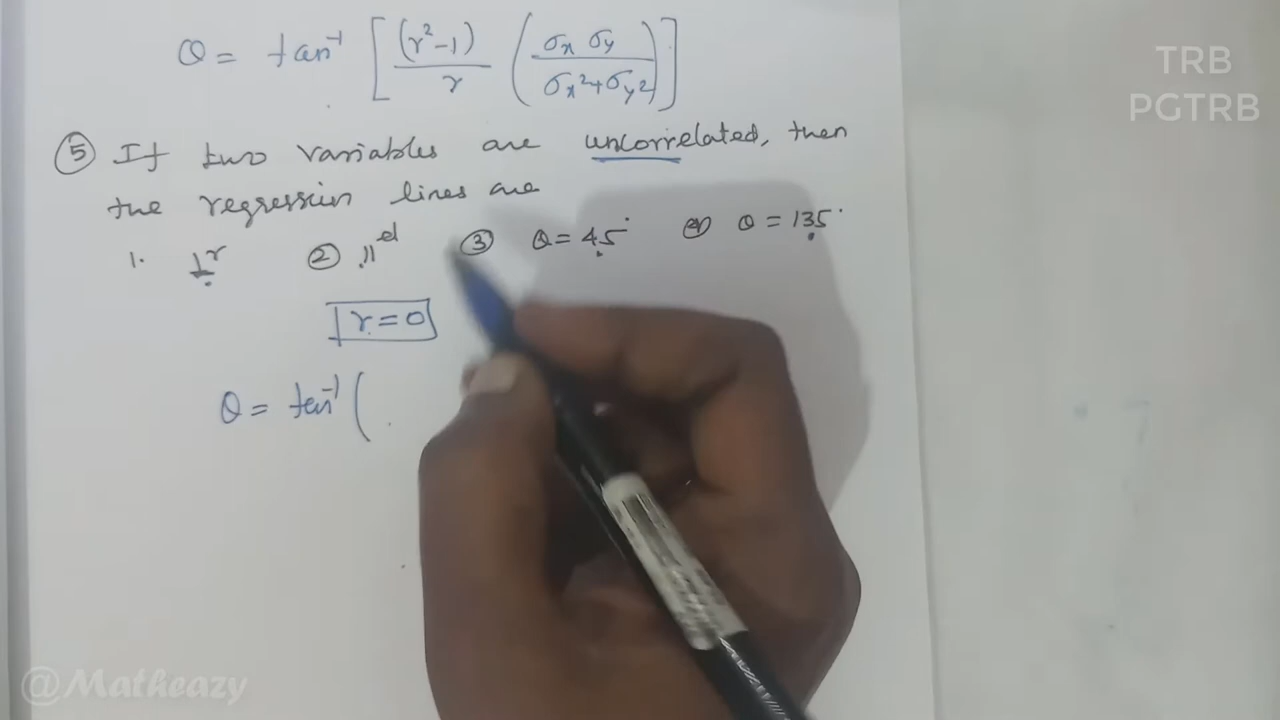 θ = tan⁻¹ [ (r²-1)/r ( σx σy / σx²+σy² ) ]
TRB
PGTRB
⑤ If two variables are uncorrelated, then
the regression lines are
1. ⊥r ② ||el ③ θ = 45° ④ θ = 135°
r = 0
θ = tan⁻¹ (
@Matheazy